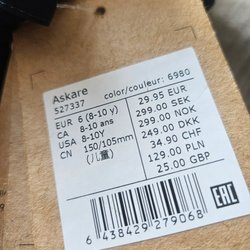 Askare
527337
color/couleur: 6980
EUR 6 (8-10 y)
CA 8-10 ans
USA 8-10Y
CN 150/105mm
(儿童)
29.95 EUR
299.00 SEK
299.00 NOK
249.00 DKK
34.90 CHF
129.00 PLN
25.00 GBP
6 438429 279068
EAC